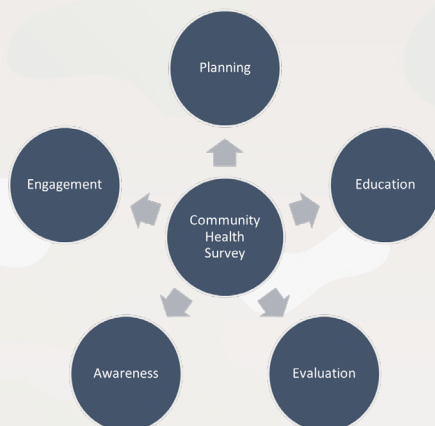 Planning
Engagement
Education
Community
Health
Survey
Awareness
Evaluation